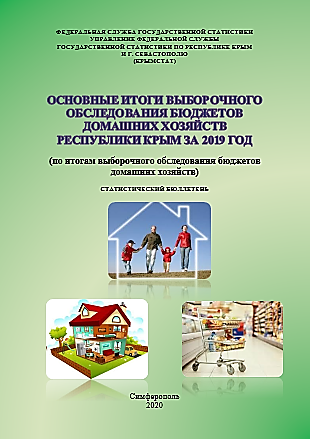 ФЕДЕРАЛЬНАЯ СЛУЖБА ГОСУДАРСТВЕННОЙ СТАТИСТИКИ
УПРАВЛЕНИЕ ФЕДЕРАЛЬНОЙ СЛУЖБЫ
ГОСУДАРСТВЕННОЙ СТАТИСТИКИ ПО РЕСПУБЛИКЕ КРЫМ
И Г. СЕВАСТОПОЛЮ
(КРЫМСТАТ)
ОСНОВНЫЕ ИТОГИ ВЫБОРОЧНОГО
ОБСЛЕДОВАНИЯ БЮДЖЕТОВ
ДОМАШНИХ ХОЗЯЙСТВ
РЕСПУБЛИКИ КРЫМ ЗА 2019 ГОД
(по итогам выборочного обследования бюджетов
домашних хозяйств)
СТАТИСТИЧЕСКИЙ БЮЛЛЕТЕНЬ
Симферополь
2020